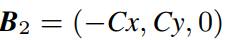 B₂ = (−Cx, Cy, 0)